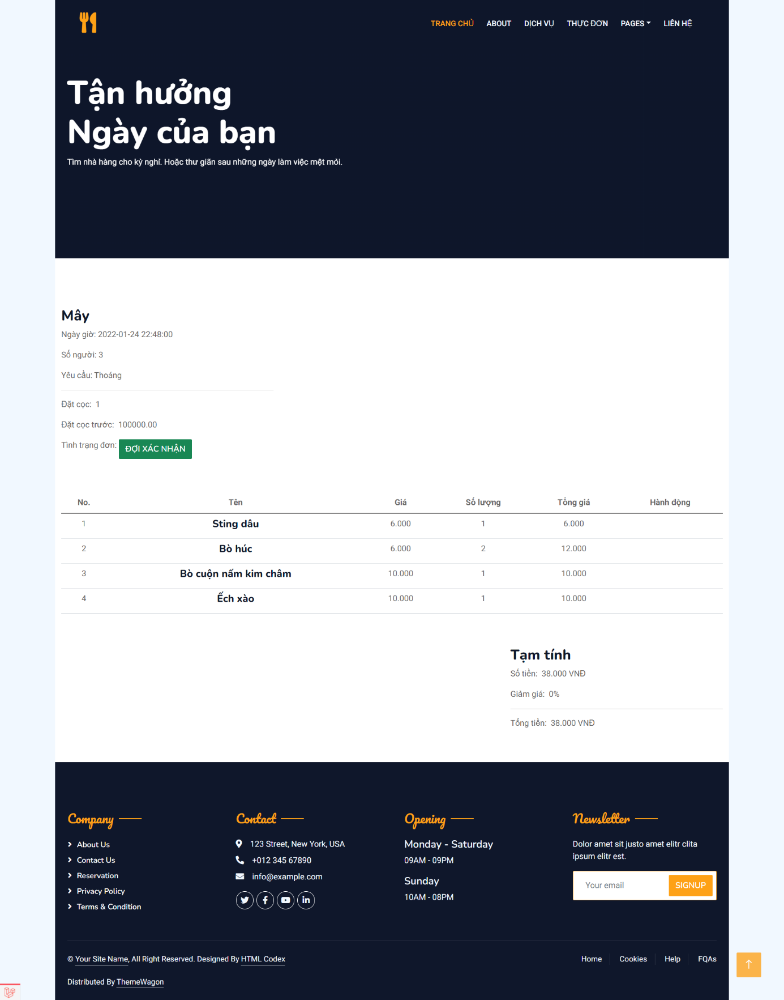 TRANG CHỦ ABOUT DỊCH VỤ THỰC ĐƠN PAGES LIÊN HỆ
Tận hưởng
Ngày của bạn
Tìm nhà hàng cho kỳ nghỉ. Hoặc thư giãn sau những ngày làm việc mệt mỏi.
Mây
Ngày giờ: 2022-01-24 22:48:00
Số người: 3
Yêu cầu: Thoáng
Đặt cọc: 1
Đặt cọc trước: 100000.00
Tình trạng đơn: ĐỢI XÁC NHẬN
No. Tên Giá Số lượng Tổng giá Hành động
1 Sting dâu 6.000 1 6.000
2 Bò húc 6.000 2 12.000
3 Bò cuộn nấm kim châm 10.000 1 10.000
4 Ếch xào 10.000 1 10.000
Tạm tính
Số tiền: 38.000 VNĐ
Giảm giá: 0%
Tổng tiền: 38.000 VNĐ
Company
About Us
Contact Us
Reservation
Privacy Policy
Terms & Condition
Contact
123 Street, New York, USA
+012 345 67890
info@example.com
Opening
Monday - Saturday
09AM - 09PM
Sunday
10AM - 08PM
Newsletter
Dolor amet sit justo amet elitr clita
ipsum elitr est.
Your email SIGNUP
© Your Site Name, All Right Reserved. Designed By HTML Codex
Distributed By ThemeWagon
Home Cookies Help FQAs